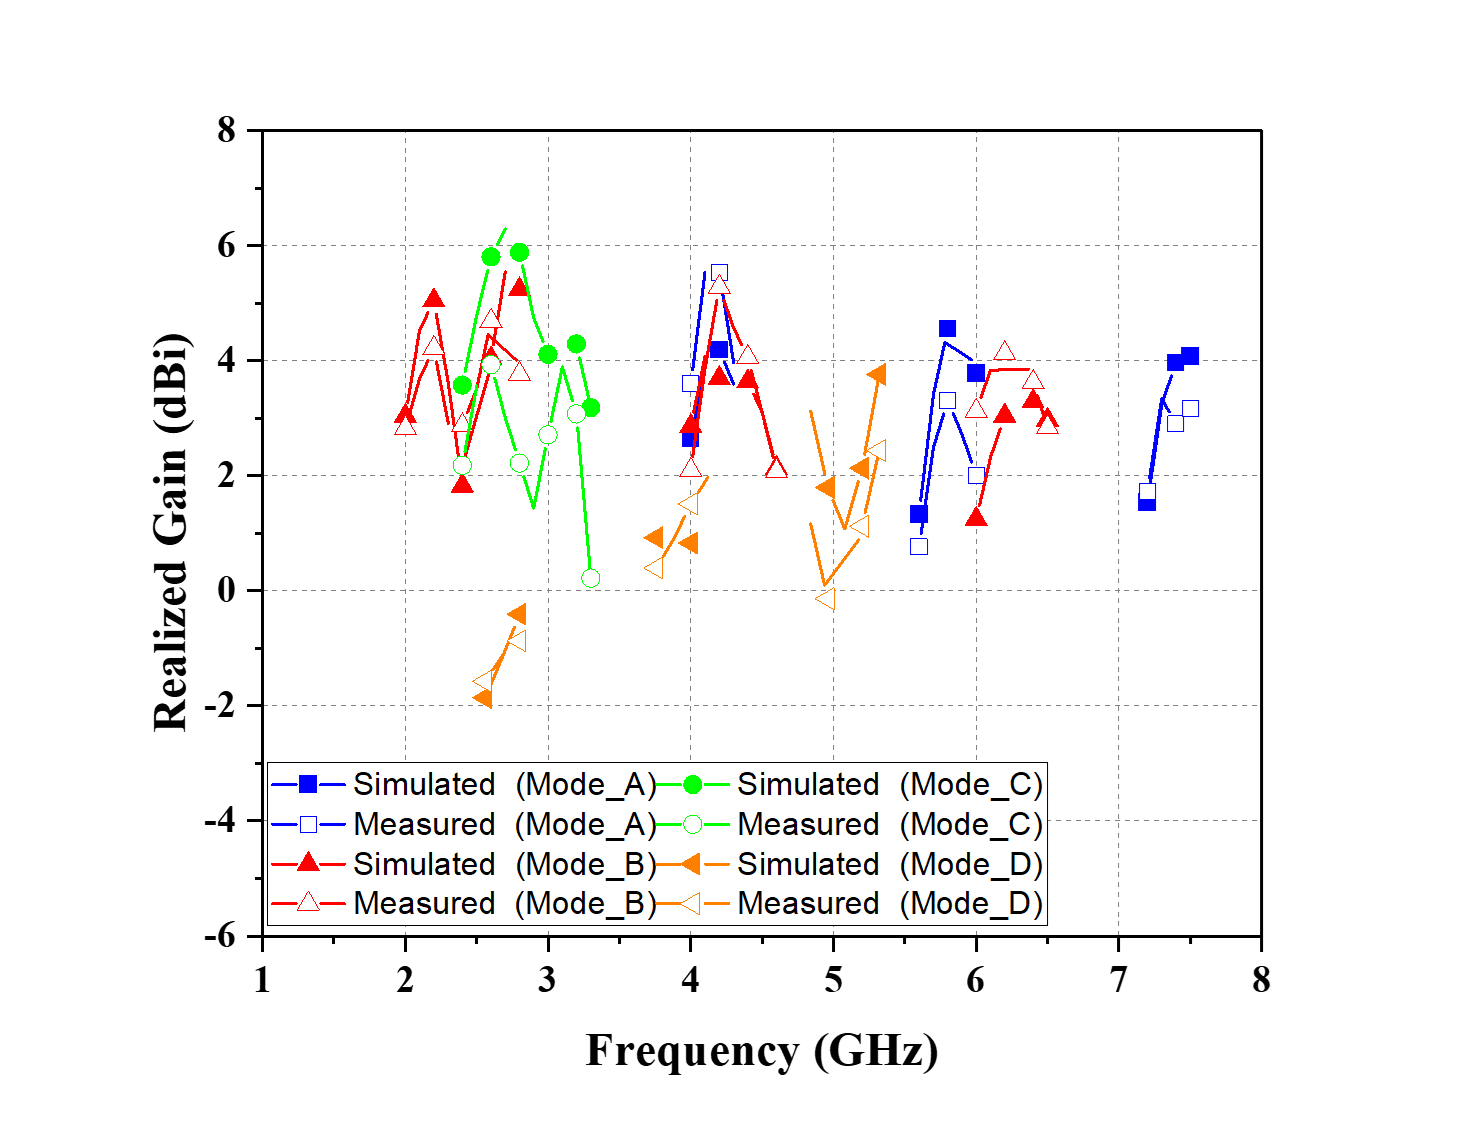 8
6
4
2
0
-2
-4
-6
Realized Gain (dBi)
Simulated (Mode_A)
Simulated (Mode_C)
Measured (Mode_A)
Measured (Mode_C)
Simulated (Mode_B)
Simulated (Mode_D)
Measured (Mode_B)
Measured (Mode_D)
1 2 3 4 5 6 7 8
Frequency (GHz)